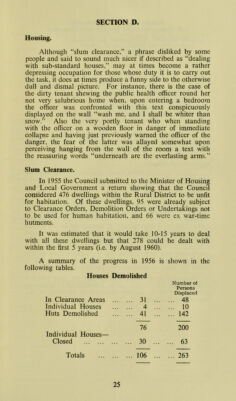 SECTION D.
Housing.
Although "slum clearance," a phrase disliked by some
people and said to sound much nicer if described as "dealing
with sub-standard houses," may at times become a rather
depressing occupation for those whose duty it is to carry out
the task, it does at times produce a funny side to the otherwise
dull and dismal picture. For instance, there is the case of
the dirty tenant showing the public health officer round her
not very salubrious home when, upon entering a bedroom
the officer was confronted with this text conspicuously
displayed on the wall "wash me, and I shall be whiter than
snow." Also the very portly tenant who when standing
with the officer on a wooden floor in danger of immediate
collapse and having just previously warned the officer of the
danger, the fear of the latter was allayed somewhat upon
perceiving hanging from the wall of the room a text with
the reassuring words "underneath are the everlasting arms."
Slum Clearance.
In 1955 the Council submitted to the Minister of Housing
and Local Government a return showing that the Council
considered 476 dwellings within the Rural District to be unfit
for habitation. Of these dwellings, 95 were already subject
to Clearance Orders, Demolition Orders or Undertakings not
to be used for human habitation, and 66 were ex war-time
hutments.
It was estimated that it would take 10-15 years to deal
with all these dwellings but that 278 could be dealt with
within the first 5 years (i.e. by August 1960).
A summary of the progress in 1956 is shown in the
following tables.
Houses Demolished
Number of
Persons
Displaced
In Clearance Areas ... ... 31 ... 48
Individual Houses ... ... 4 ... 10
Huts Demolished ... ... 41 ... 142
76 200
Individual Houses—
Closed ... ... ... ... 30 ... 63
Totals ... ... 106 ... 263
25